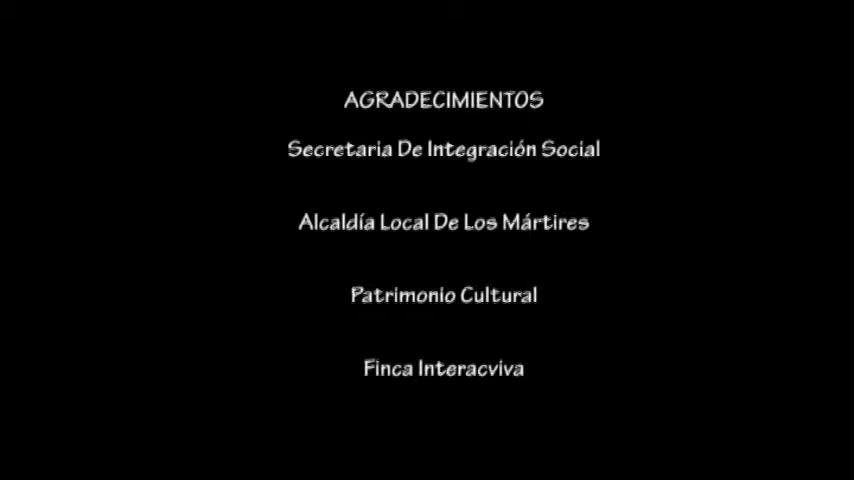 AGRADECIMIENTOS
Secretaria De Integración Social
Alcaldía Local De Los Mártires
Patrimonio Cultural
Finca Interacviva